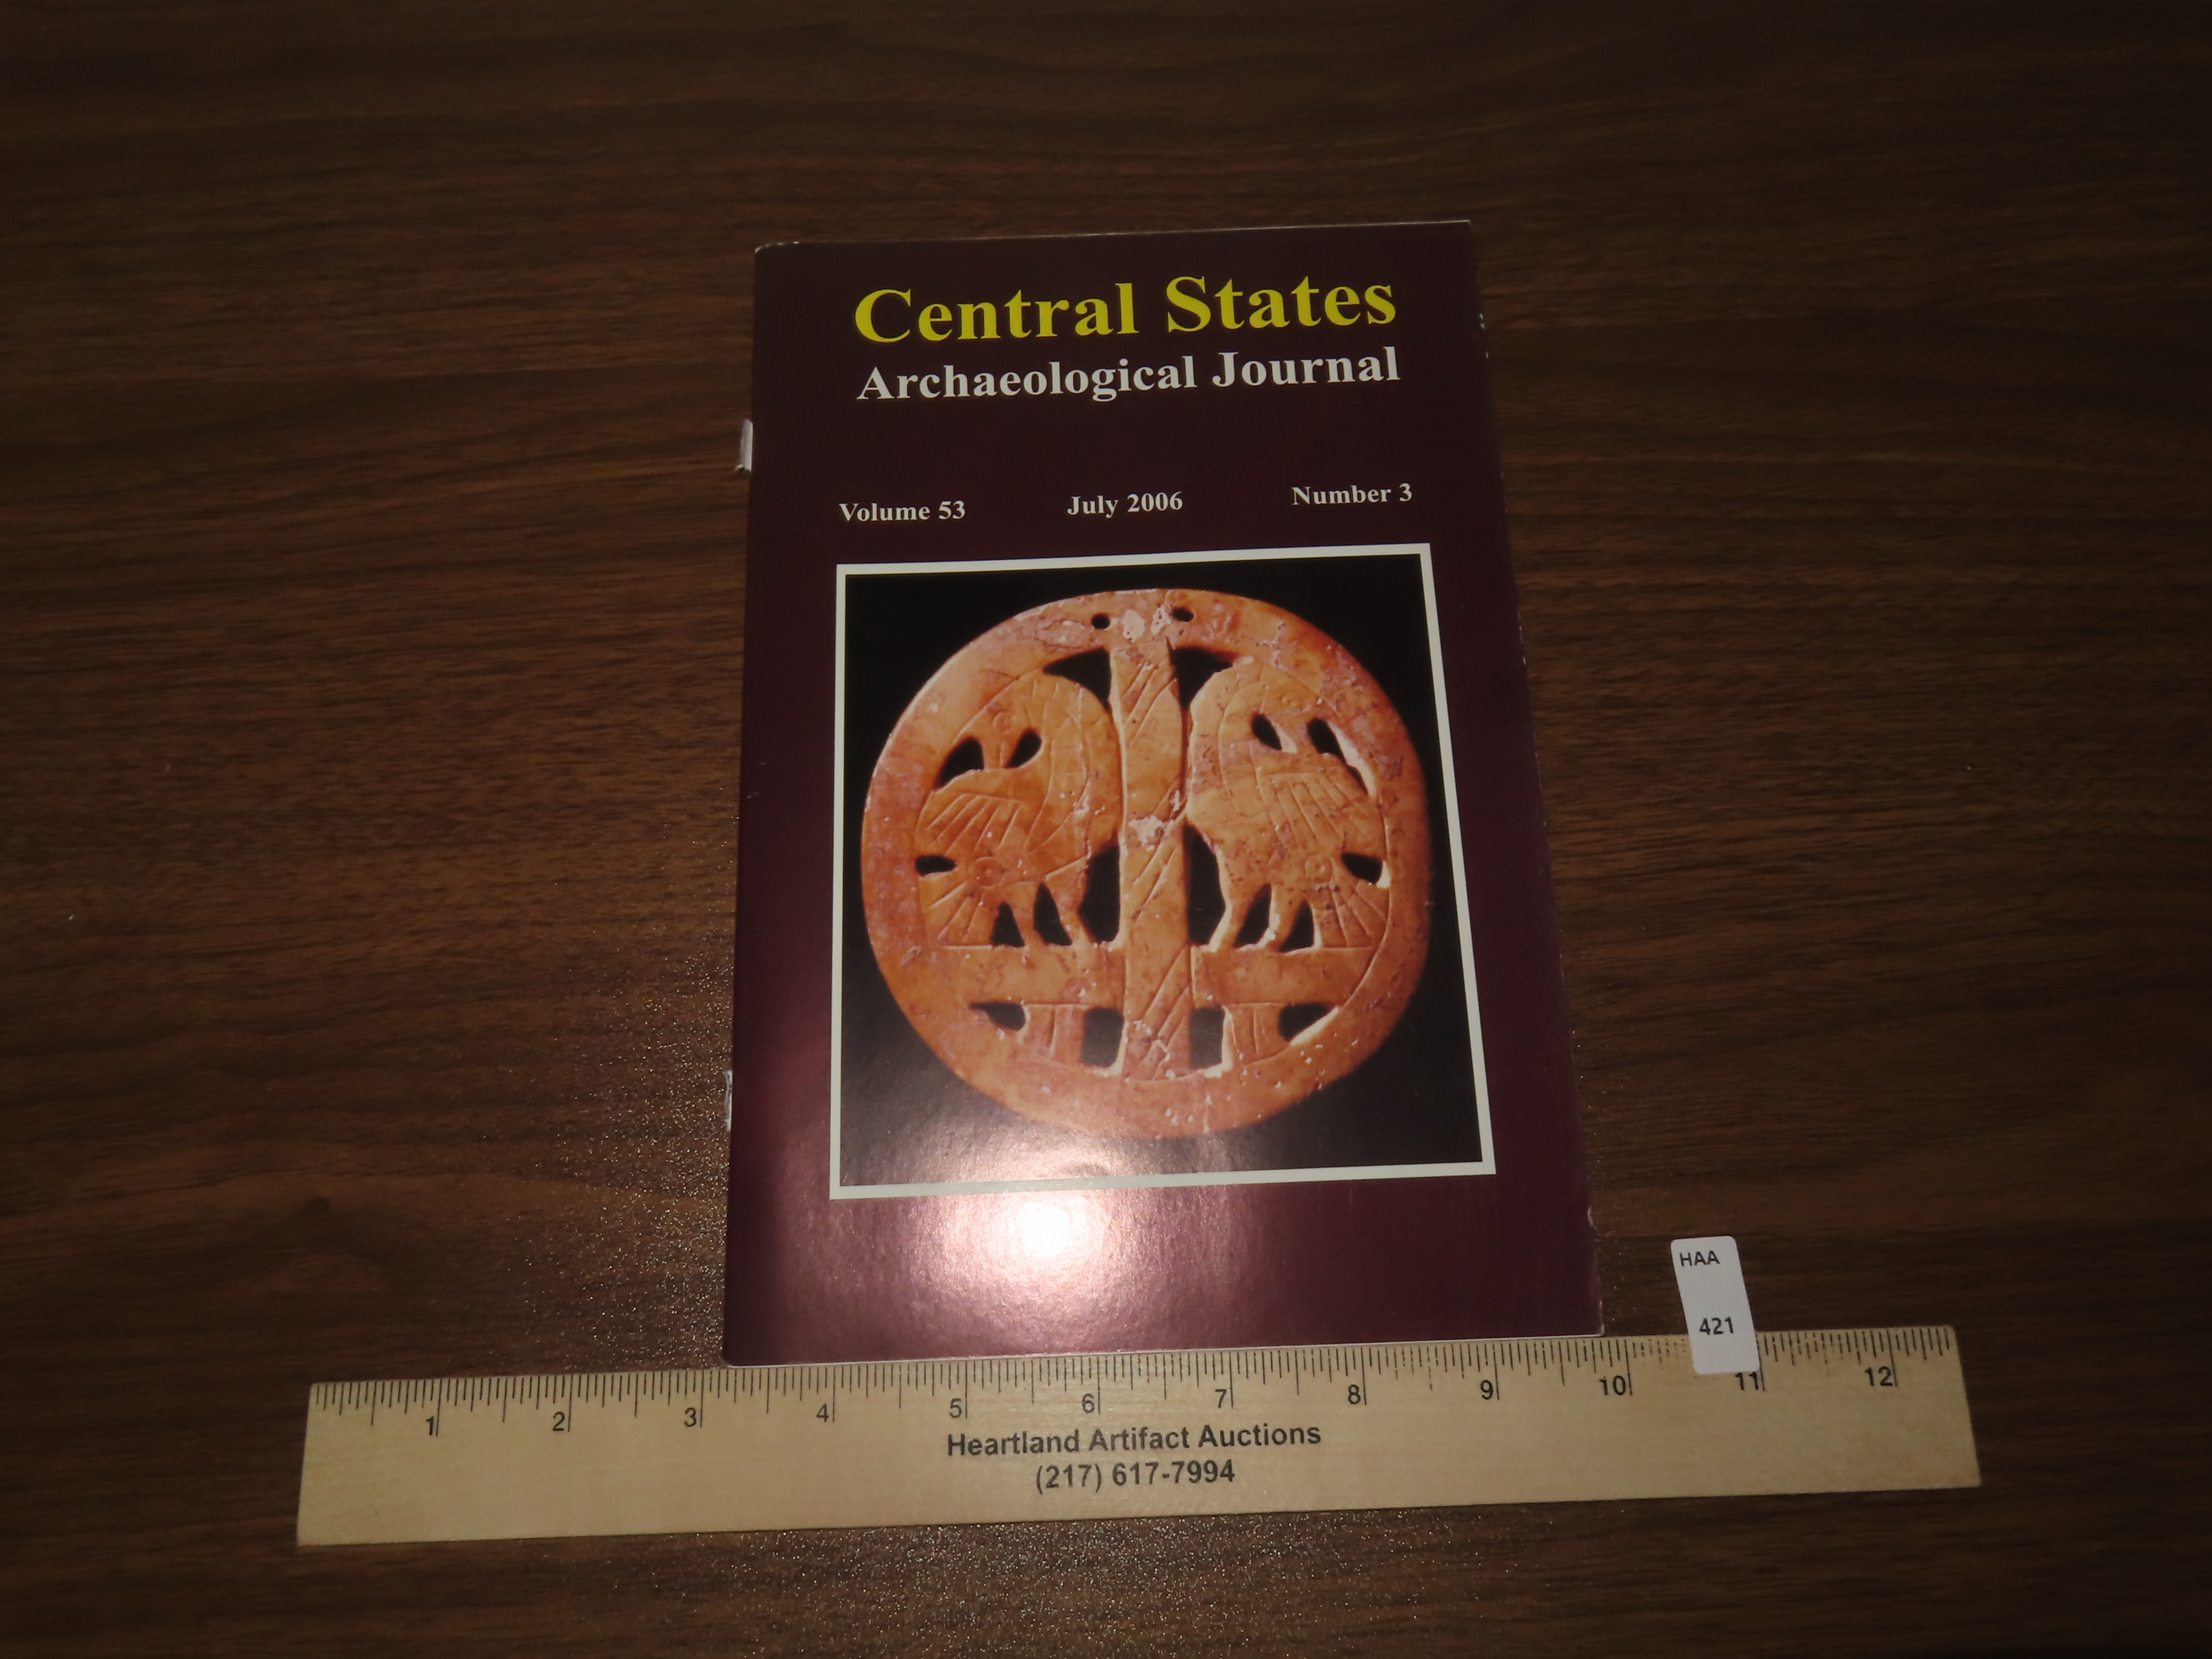 Central States
Archaeological Journal
Volume 53 July 2006 Number 3
HAA
421
1 2 3 4 5 6 7 8 9 10 11 12
Heartland Artifact Auctions
(217) 617-7994